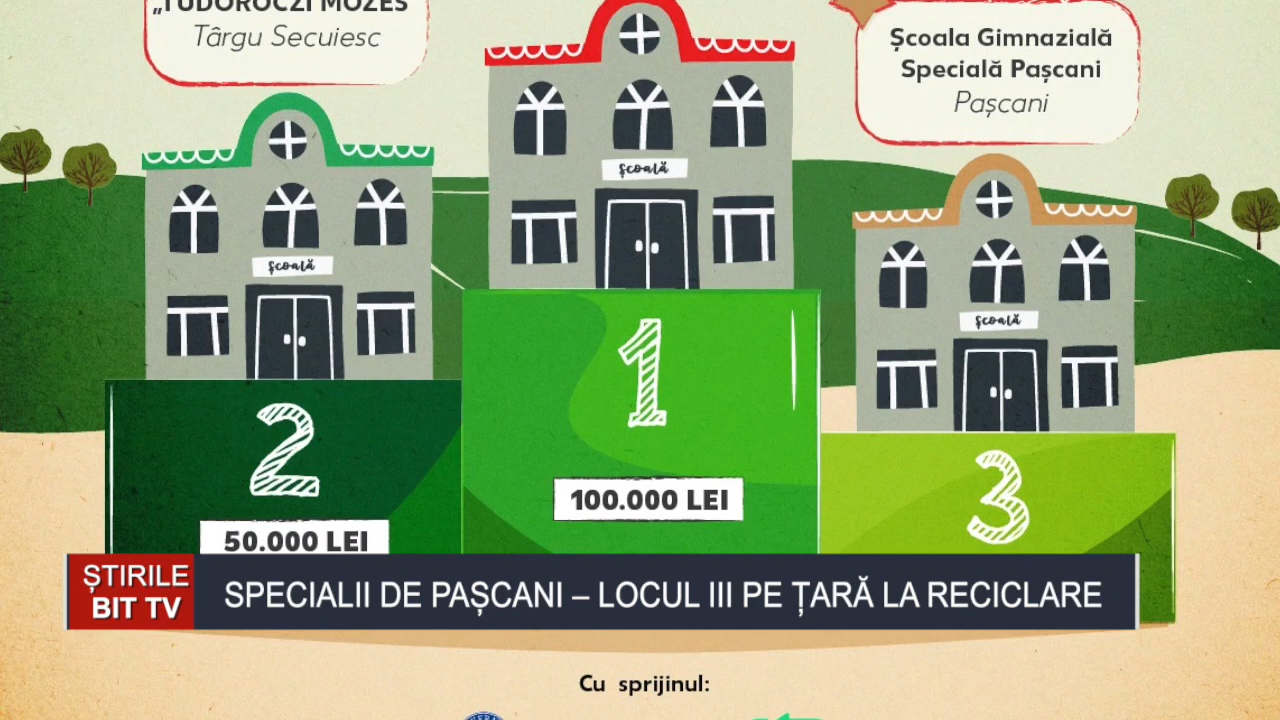 „TUDOROCZI MOZES
Târgu Secuiesc
Școala Gimnazială
Specială Pașcani
Pașcani
școală
școală
școală
1
2
3
100.000 LEI
50.000 LEI
ȘTIRILE
BIT TV
SPECIALII DE PAȘCANI – LOCUL III PE ȚARĂ LA RECICLARE
Cu sprijinul: